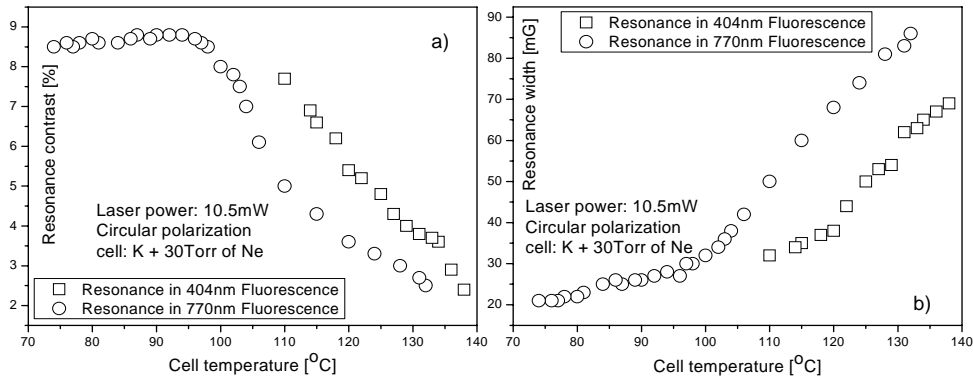 a)
Resonance contrast [%]
9
8
7
6
5
4
3
2
Laser power: 10.5mW
Circular polarization
cell: K + 30Torr of Ne
Resonance in 404nm Fluorescence
Resonance in 770nm Fluorescence
70 80 90 100 110 120 130 140
Cell temperature [°C]
Resonance in 404nm Fluorescence
Resonance in 770nm Fluorescence
Resonance width [mG]
90
80
70
60
50
40
30
20
Laser power: 10.5mW
Circular polarization
cell: K + 30Torr of Ne
b)
70 80 90 100 110 120 130 140
Cell temperature [°C]